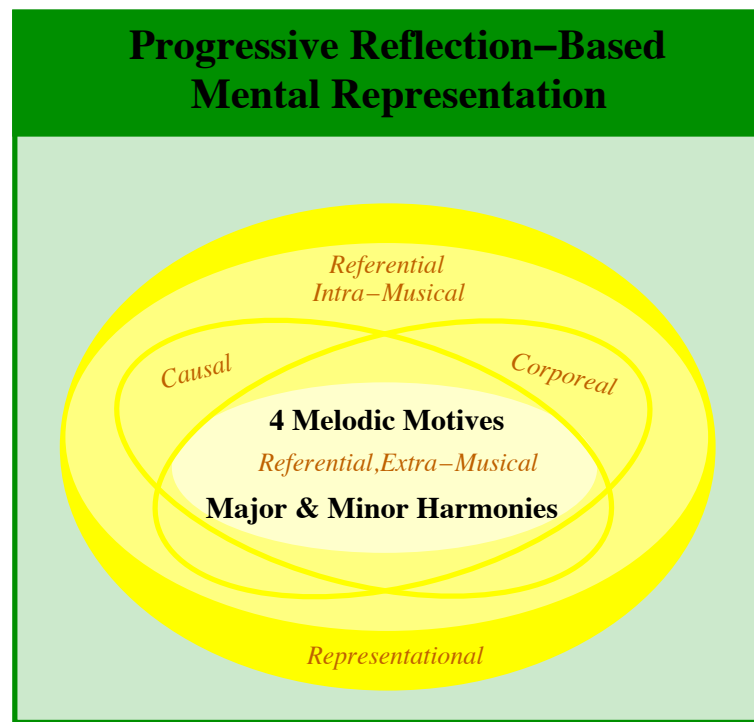 Progressive Reflection−Based
Mental Representation
Referential
Intra−Musical
Causal
Corporeal
4 Melodic Motives
Referential,Extra−Musical
Major & Minor Harmonies
Representational